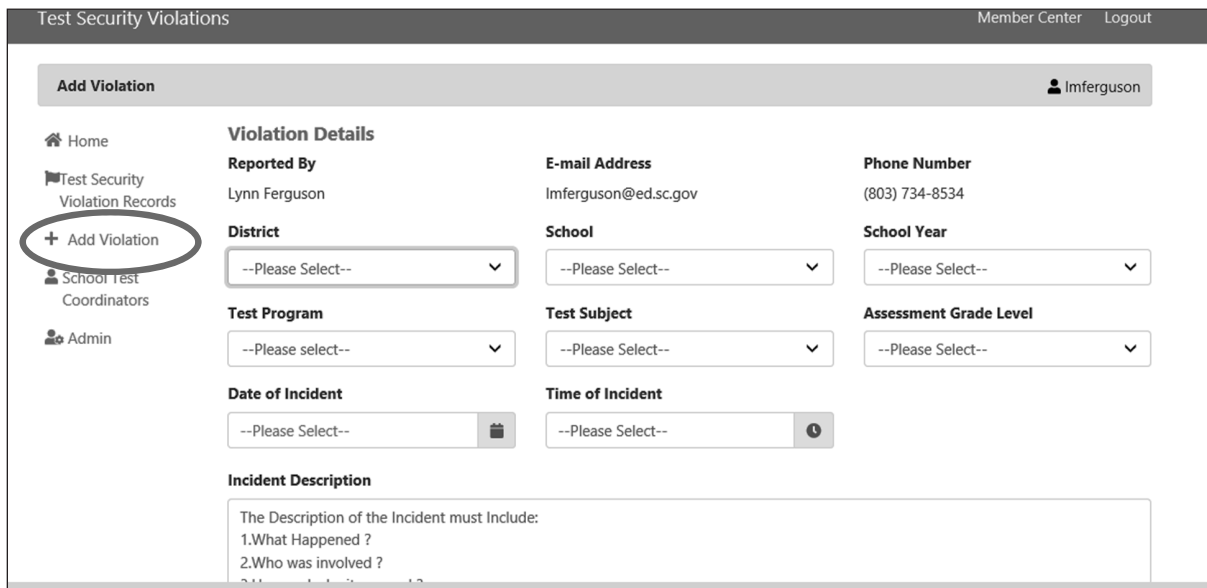 Test Security Violations Member Center Logout
Add Violation lmferguson
Home
Test Security
Violation Records
+ Add Violation
School Test
Coordinators
Admin
Violation Details
Reported By E-mail Address Phone Number
Lynn Ferguson lmferguson@ed.sc.gov (803) 734-8534
District School School Year
--Please Select-- --Please Select-- --Please Select--
Test Program Test Subject Assessment Grade Level
--Please select-- --Please Select-- --Please Select--
Date of Incident Time of Incident
--Please Select-- --Please Select--
Incident Description
The Description of the Incident must Include:
1.What Happened ?
2.Who was involved ?